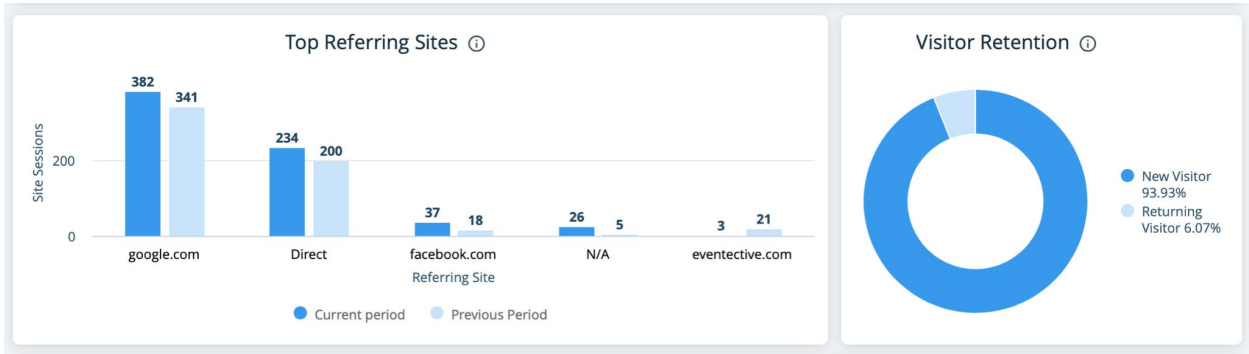 Top Referring Sites
382
341
234
200
37
18
26
5
3
21
Site Sessions
200
0
google.com
Direct
facebook.com
N/A
eventective.com
Referring Site
Current period
Previous Period
Visitor Retention
New Visitor
93.93%
Returning
Visitor 6.07%